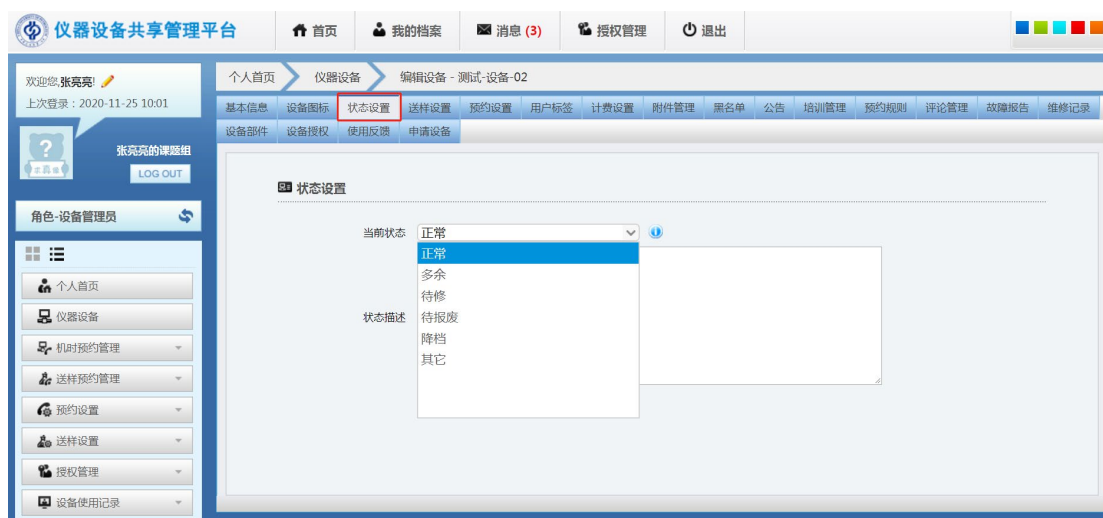 仪器设备共享管理平台 首页 我的档案 消息 (3) 授权管理 退出
欢迎您,张亮亮!
上次登录：2020-11-25 10:01
张亮亮的课题组
LOG OUT
角色-设备管理员
个人首页
仪器设备
机时预约管理
送样预约管理
预约设置
送样设置
授权管理
设备使用记录
个人首页 仪器设备 编辑设备 - 测试-设备-02
基本信息 设备图标 状态设置 送样设置 预约设置 用户标签 计费设置 附件管理 黑名单 公告 培训管理 预约规则 评论管理 故障报告 维修记录
设备部件 设备授权 使用反馈 申请设备
状态设置
当前状态 正常
正常
多余
待修
状态描述 待报废
降档
其它